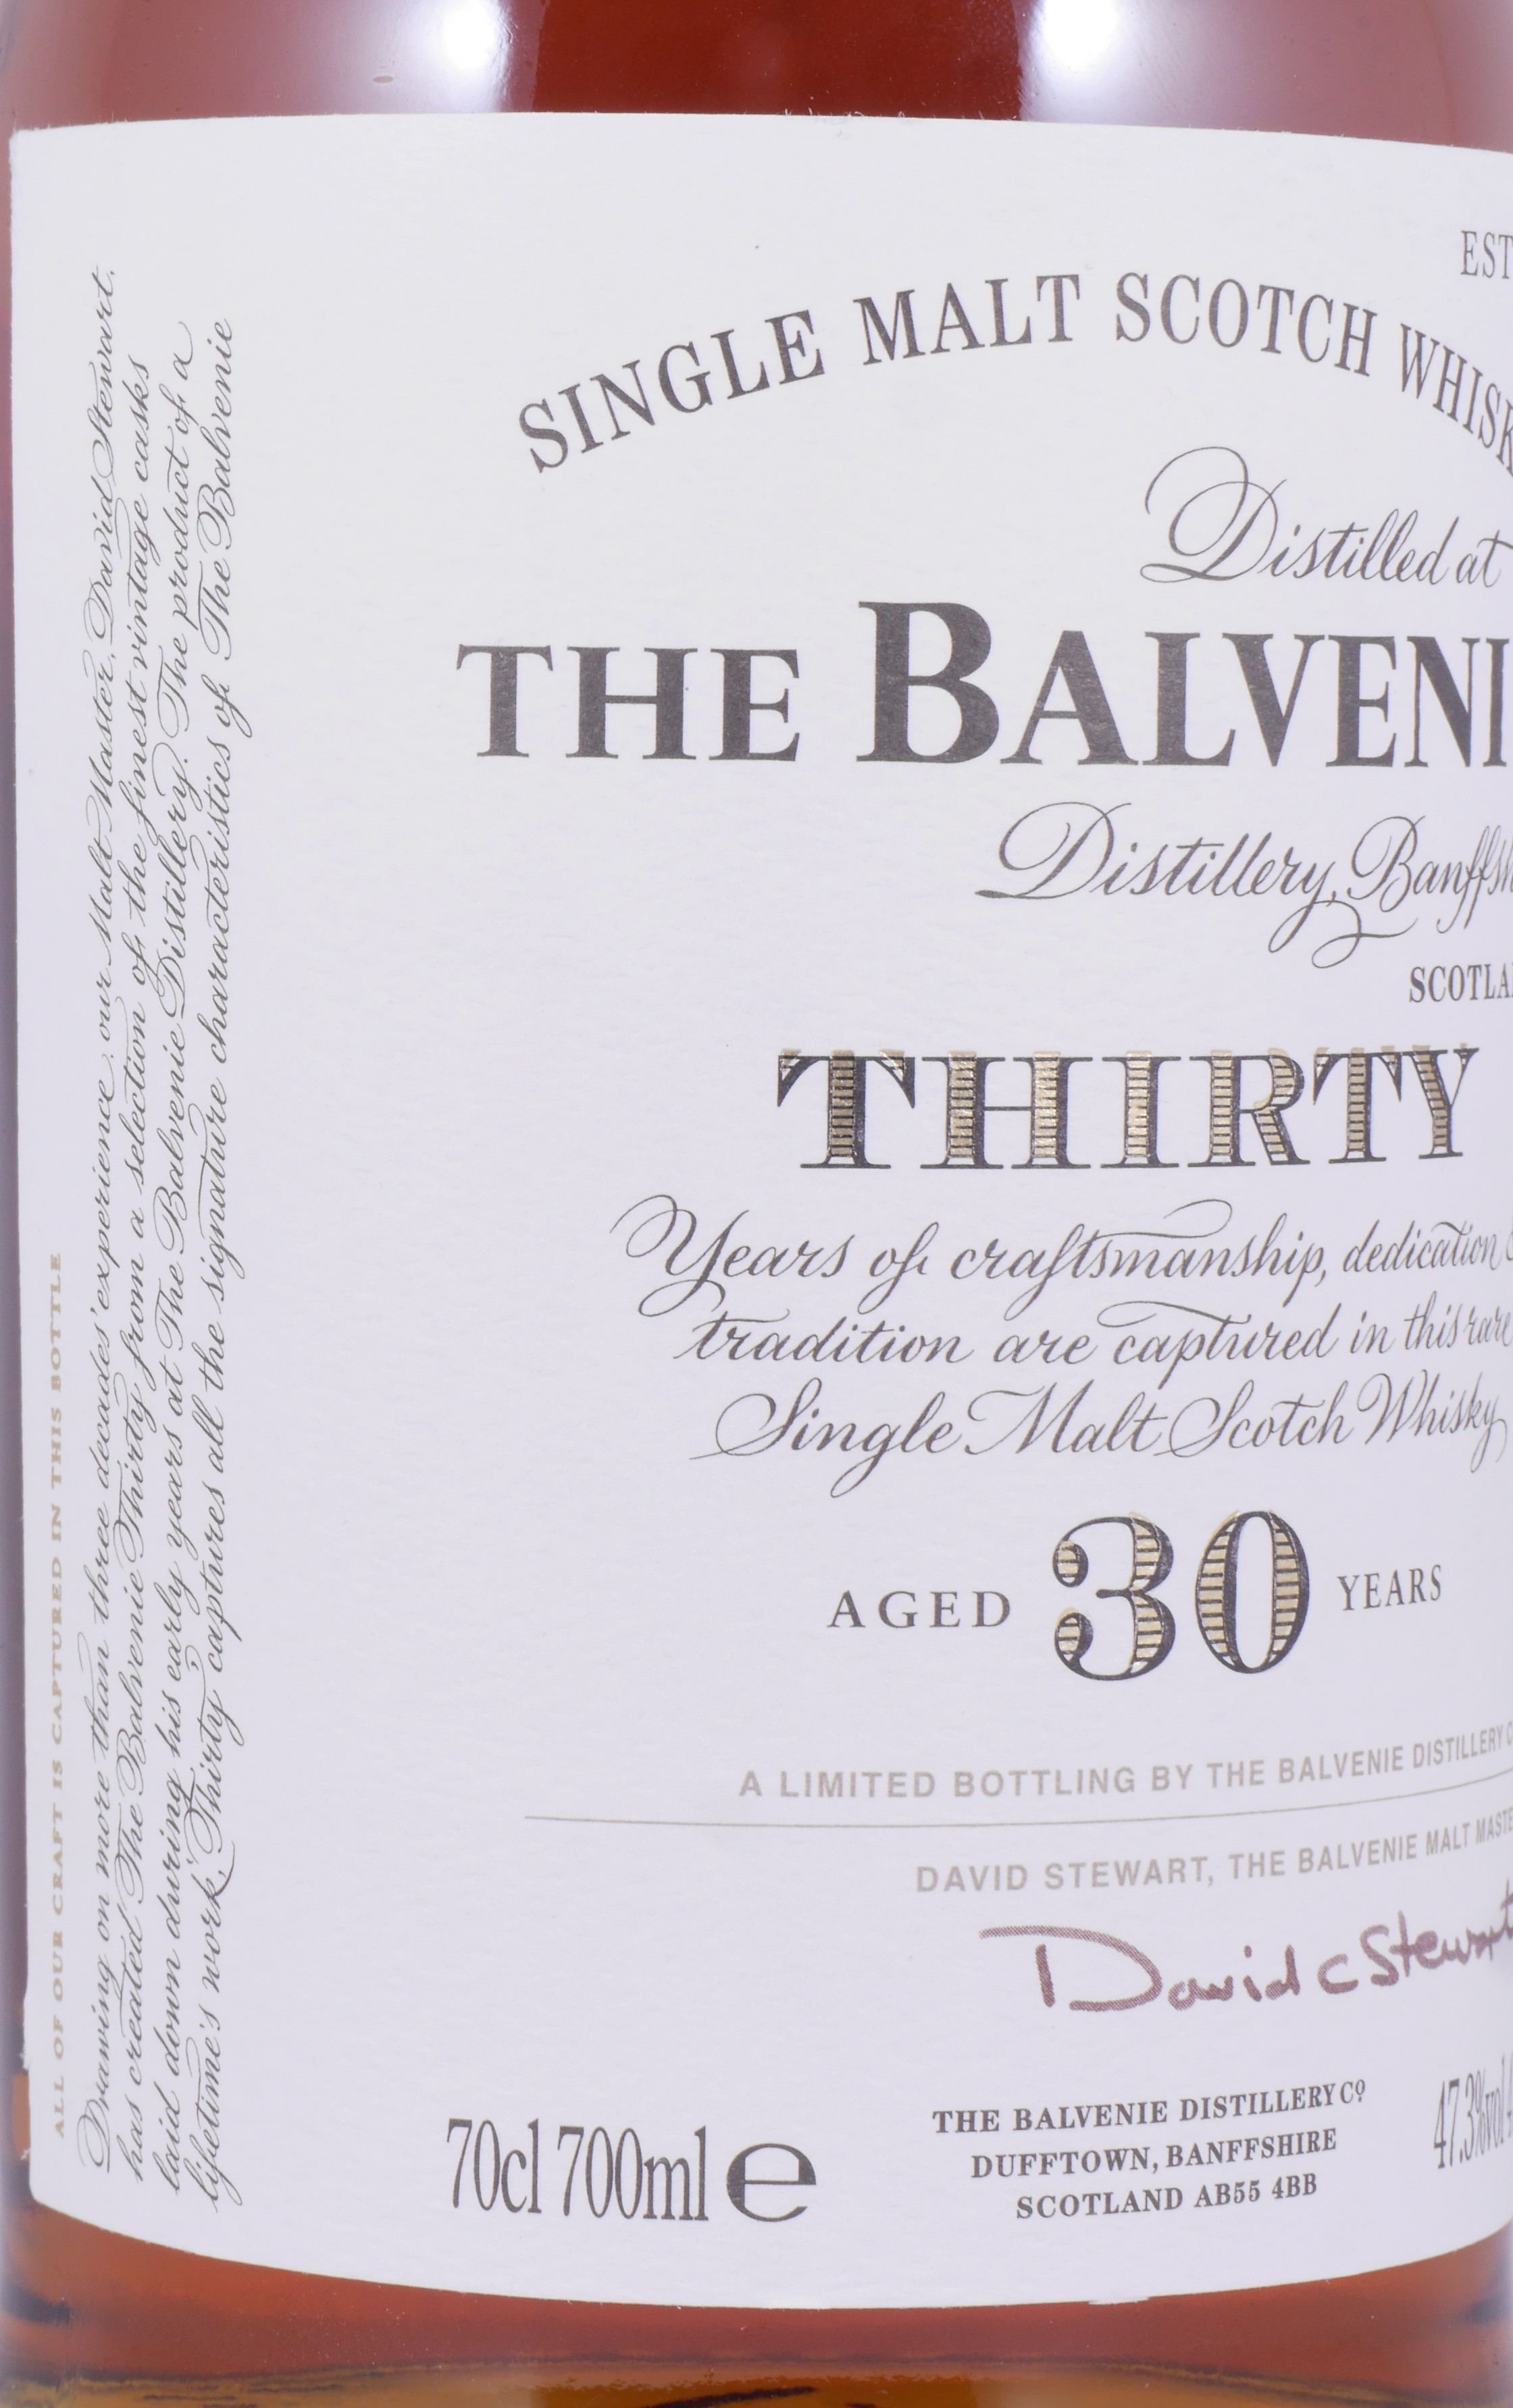 EST
SINGLE MALT SCOTCH WHISK
Distilled at
THE BALVENI
Distillery, Banffsh
SCOTLA
THIRTY
Years of craftsmanship, dedication
tradition are captured in this rare
Single Malt Scotch Whisky
AGED 30 YEARS
A LIMITED BOTTLING BY THE BALVENIE DISTILLERY C
DAVID STEWART, THE BALVENIE MALT MASTE
David C Stewart
70cl 700ml e
THE BALVENIE DISTILLERY Cº
DUFFTOWN, BANFFSHIRE
SCOTLAND AB55 4BB
47.3%vol
ALL OF OUR CRAFT IS CAPTURED IN THIS BOTTLE
Drawing on more than three decades' experience, our Malt Master, David Stewart,
has created The Balvenie Thirty from a selection of the finest vintage casks
laid down during his early years at The Balvenie Distillery. The product of a
lifetime's work, Thirty captures all the signature characteristics of The Balvenie